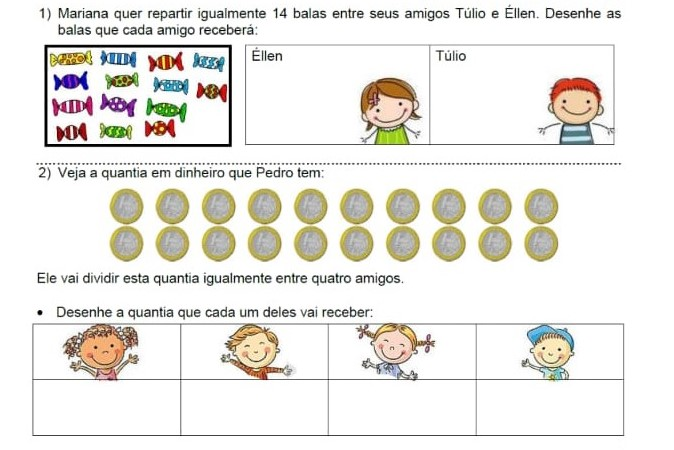 1) Mariana quer repartir igualmente 14 balas entre seus amigos Túlio e Éllen. Desenhe as
balas que cada amigo receberá:
Éllen
Túlio
2) Veja a quantia em dinheiro que Pedro tem:
Ele vai dividir esta quantia igualmente entre quatro amigos.
• Desenhe a quantia que cada um deles vai receber: